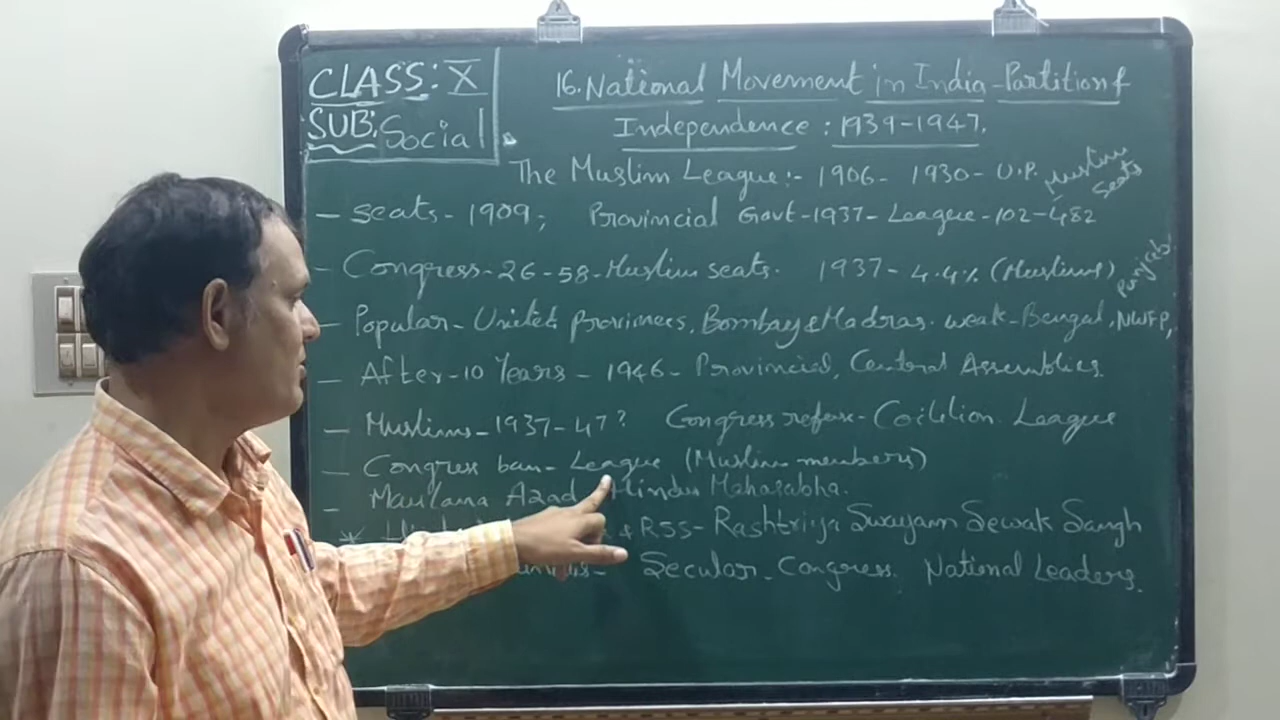 CLASS: X
SUB: Social.
16. National Movement in India - Partition &
Independence : 1939-1947.
The Muslim League:- 1906- 1930- U.P. Muslim Seats
- Seats - 1909; Provincial Govt - 1937 - League - 102 - 482
- Congress - 26 - 58 - Muslim seats. 1937 - 4.4% (Muslims)
- Popular - United provinces, Bombay & Madras. weak - Bengal, NWFP, Punjab
- After - 10 Years - 1946 - Provincial, Central Assemblies.
- Muslims - 1937 - 47? Congress refuse - Coilition League
- Congress ban - League (Muslim members)
- Maulana Azad Hindu Mahasabha.
* RSS - Rashtriya Swayam Sewak Sangh
Secular - Congress. National Leaders.